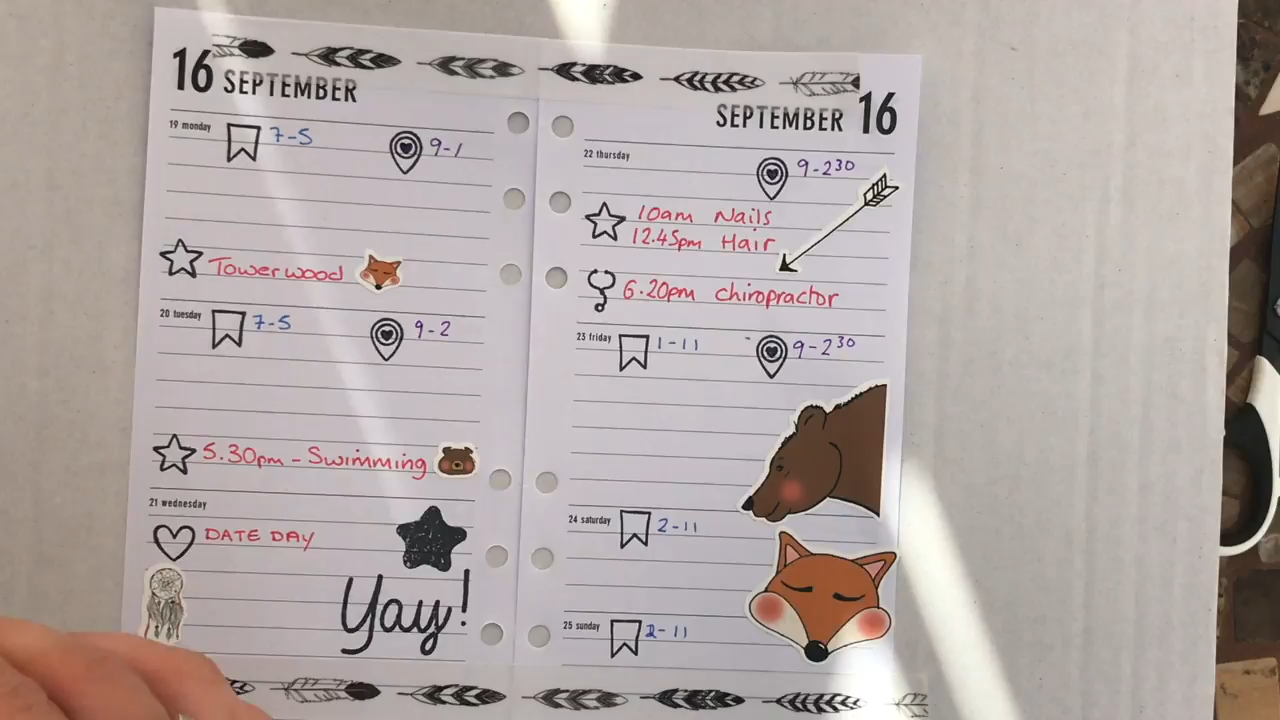 16 SEPTEMBER
19 monday
7-5
9-1
Towerwood
20 tuesday
7-5
9-2
5.30pm - Swimming
21 wednesday
DATE DAY
Yay!
SEPTEMBER 16
22 thursday
9-2³⁰
10am Nails
12.45pm Hair
6.20pm chiropractor
23 friday
1-11
9-2³⁰
24 saturday
2-11
25 sunday
2-11